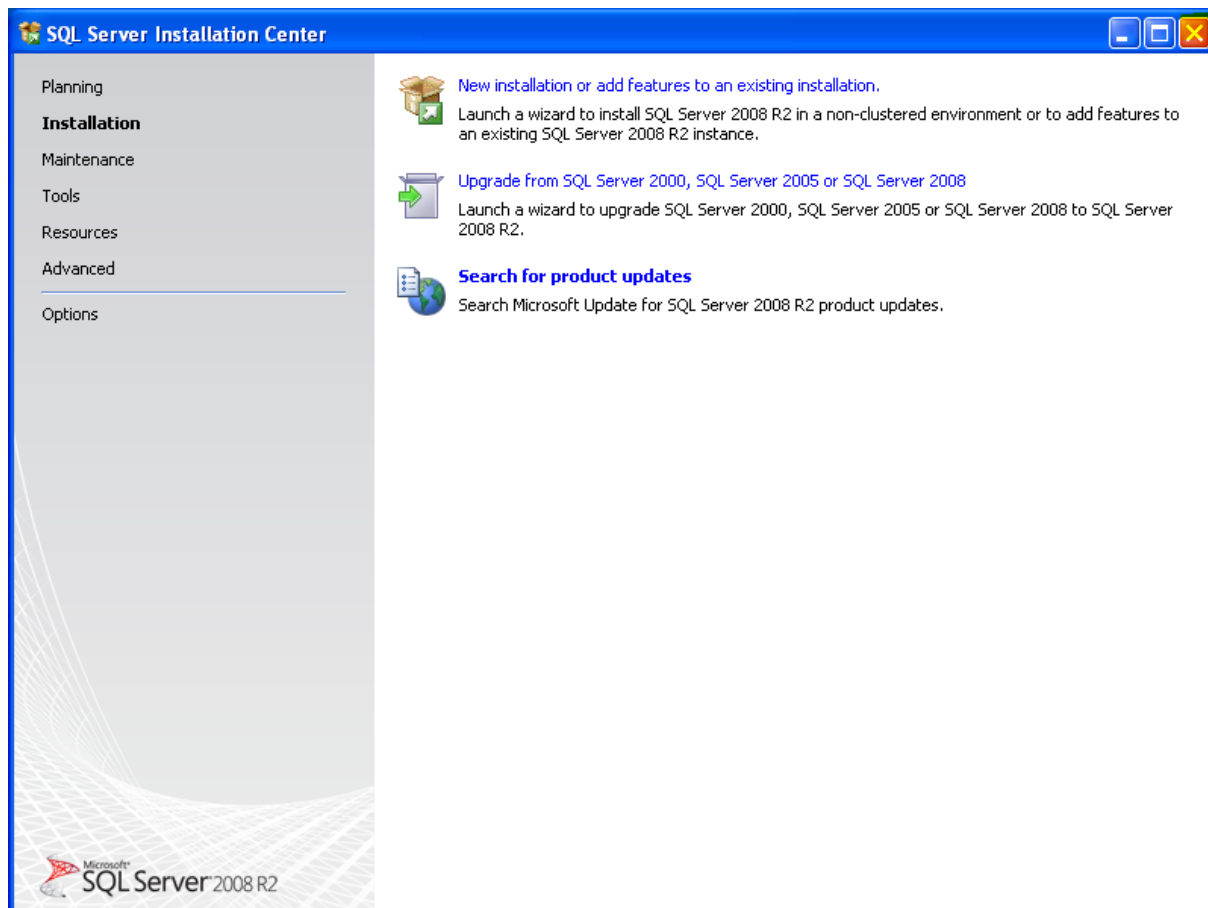 SQL Server Installation Center
Planning
Installation
Maintenance
Tools
Resources
Advanced
Options
New installation or add features to an existing installation.
Launch a wizard to install SQL Server 2008 R2 in a non-clustered environment or to add features to
an existing SQL Server 2008 R2 instance.
Upgrade from SQL Server 2000, SQL Server 2005 or SQL Server 2008
Launch a wizard to upgrade SQL Server 2000, SQL Server 2005 or SQL Server 2008 to SQL Server
2008 R2.
Search for product updates
Search Microsoft Update for SQL Server 2008 R2 product updates.
Microsoft®
SQL Server® 2008 R2